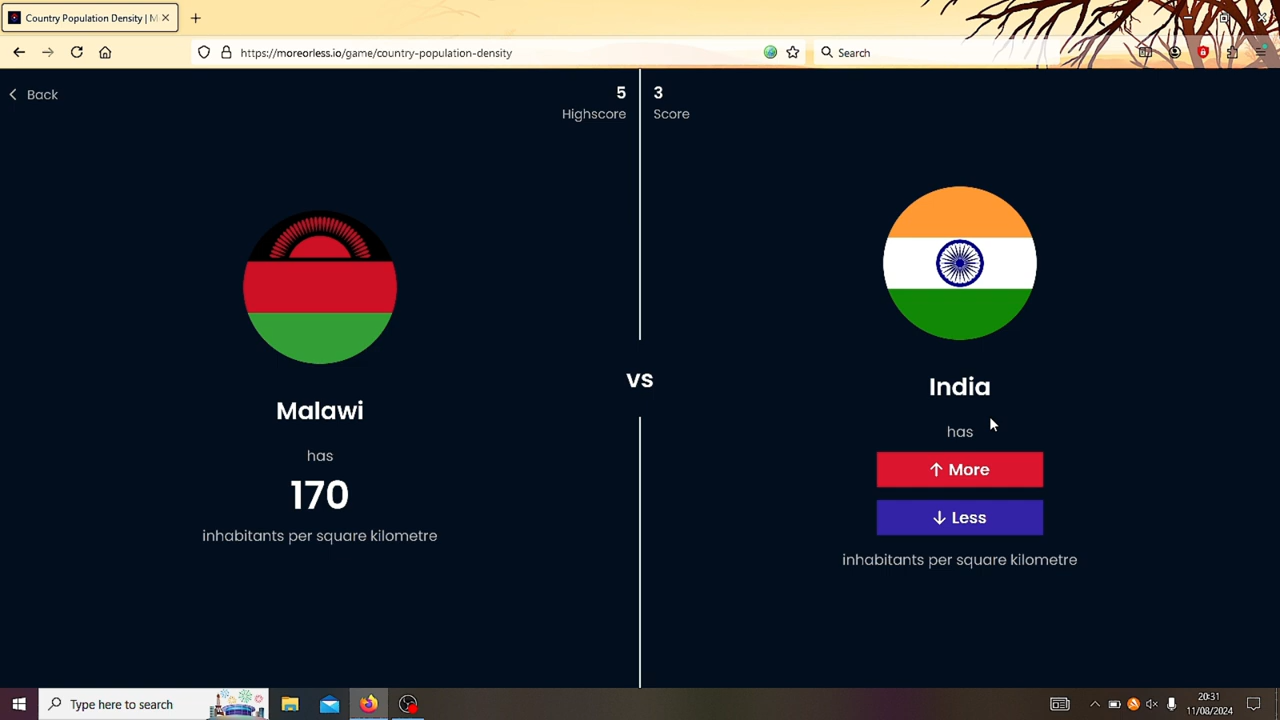 Country Population Density | M
https://moreorless.io/game/country-population-density
Search
Back
5
Highscore
3
Score
Malawi
has
170
inhabitants per square kilometre
VS
India
has
↑ More
↓ Less
inhabitants per square kilometre
Type here to search
20:31
11/08/2024